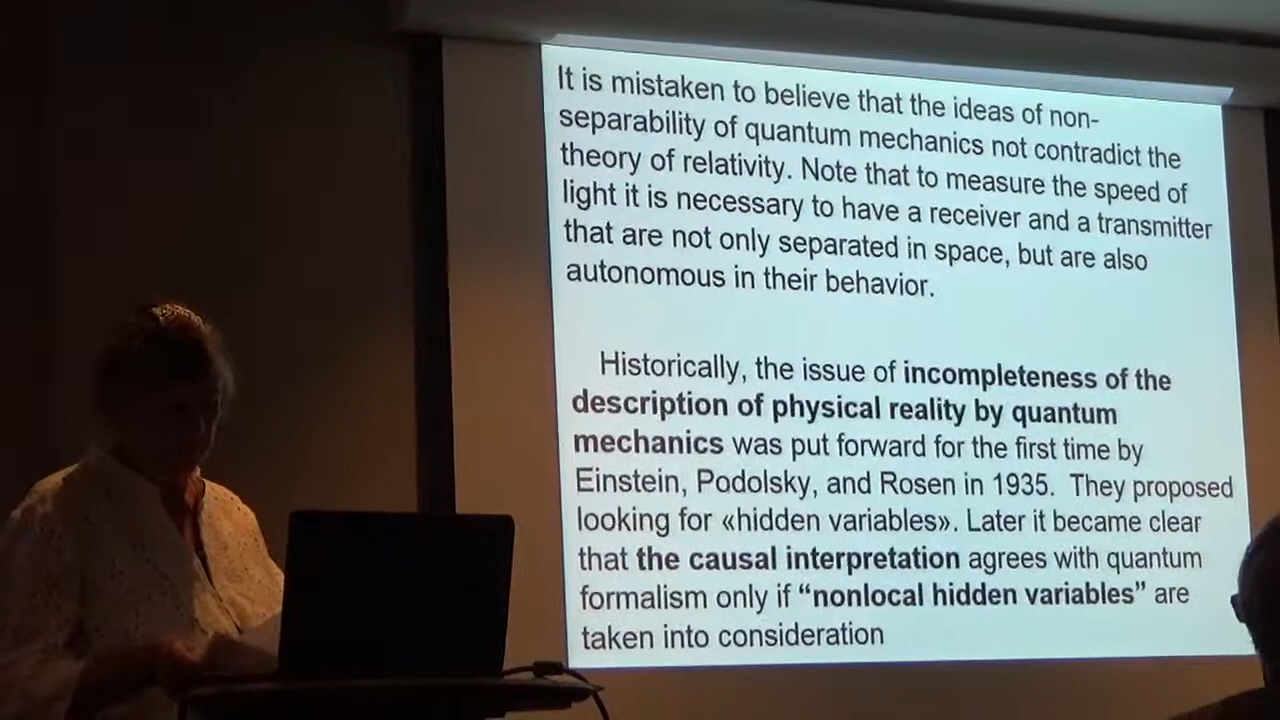 It is mistaken to believe that the ideas of non-
separability of quantum mechanics not contradict the
theory of relativity. Note that to measure the speed of
light it is necessary to have a receiver and a transmitter
that are not only separated in space, but are also
autonomous in their behavior.
Historically, the issue of incompleteness of the
description of physical reality by quantum
mechanics was put forward for the first time by
Einstein, Podolsky, and Rosen in 1935. They proposed
looking for «hidden variables». Later it became clear
that the causal interpretation agrees with quantum
formalism only if “nonlocal hidden variables” are
taken into consideration